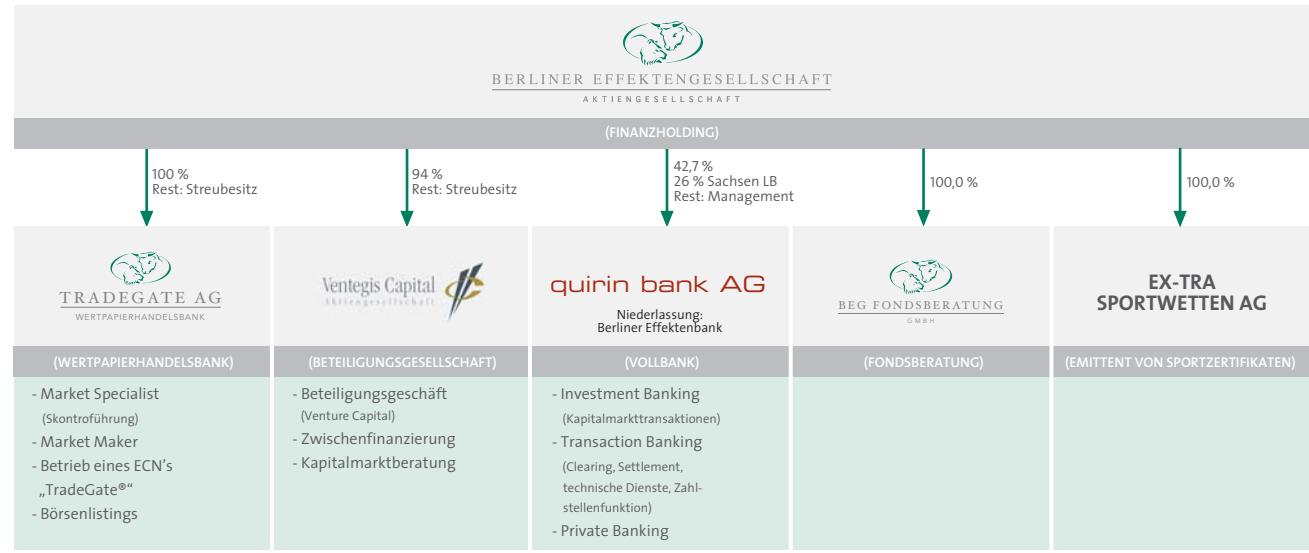 BERLINER EFFEKTENGESELLSCHAFT
AKTIENGESELLSCHAFT
(FINANZHOLDING)
100 %
Rest: Streubesitz
94 %
Rest: Streubesitz
42,7 %
26 % Sachsen LB
Rest: Management
100,0 %
100,0 %
TRADEGATE AG
WERTPAPIERHANDELSBANK
Ventegis Capital
Aktiengesellschaft
quirin bank AG
Niederlassung:
Berliner Effektenbank
BEG FONDSBERATUNG
GMBH
EX-TRA
SPORTWETTEN AG
(WERTPAPIERHANDELSBANK)
(BETEILIGUNGSGESELLSCHAFT)
(VOLLBANK)
(FONDSBERATUNG)
(EMITTENT VON SPORTZERTIFIKATEN)
- Market Specialist
(Skontroführung)
- Market Maker
- Betrieb eines ECN’s
„TradeGate®“
- Börsenlistings
- Beteiligungsgeschäft
(Venture Capital)
- Zwischenfinanzierung
- Kapitalmarktberatung
- Investment Banking
(Kapitalmarkttransaktionen)
- Transaction Banking
(Clearing, Settlement,
technische Dienste, Zahl-
stellenfunktion)
- Private Banking